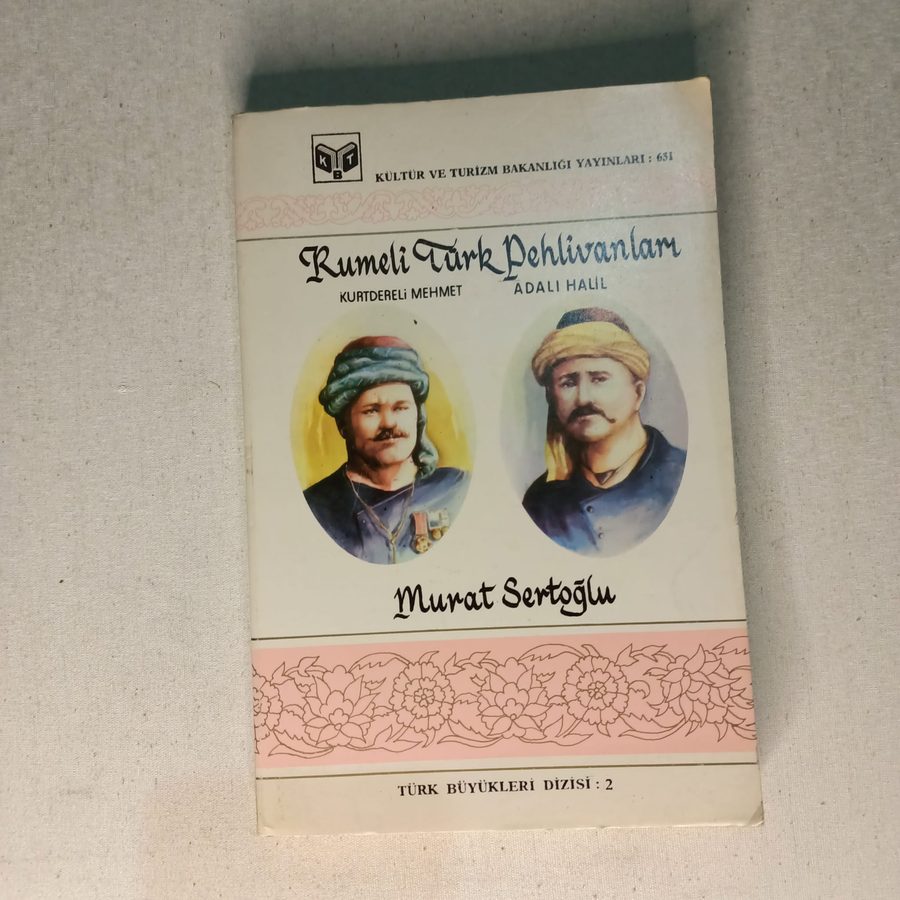 KBT
KÜLTÜR VE TURİZM BAKANLIĞI YAYINLARI : 631
Rumeli Türk Pehlivanları
KURTDERELİ MEHMET ADALI HALİL
Murat Sertoğlu
TÜRK BÜYÜKLERİ DİZİSİ : 2